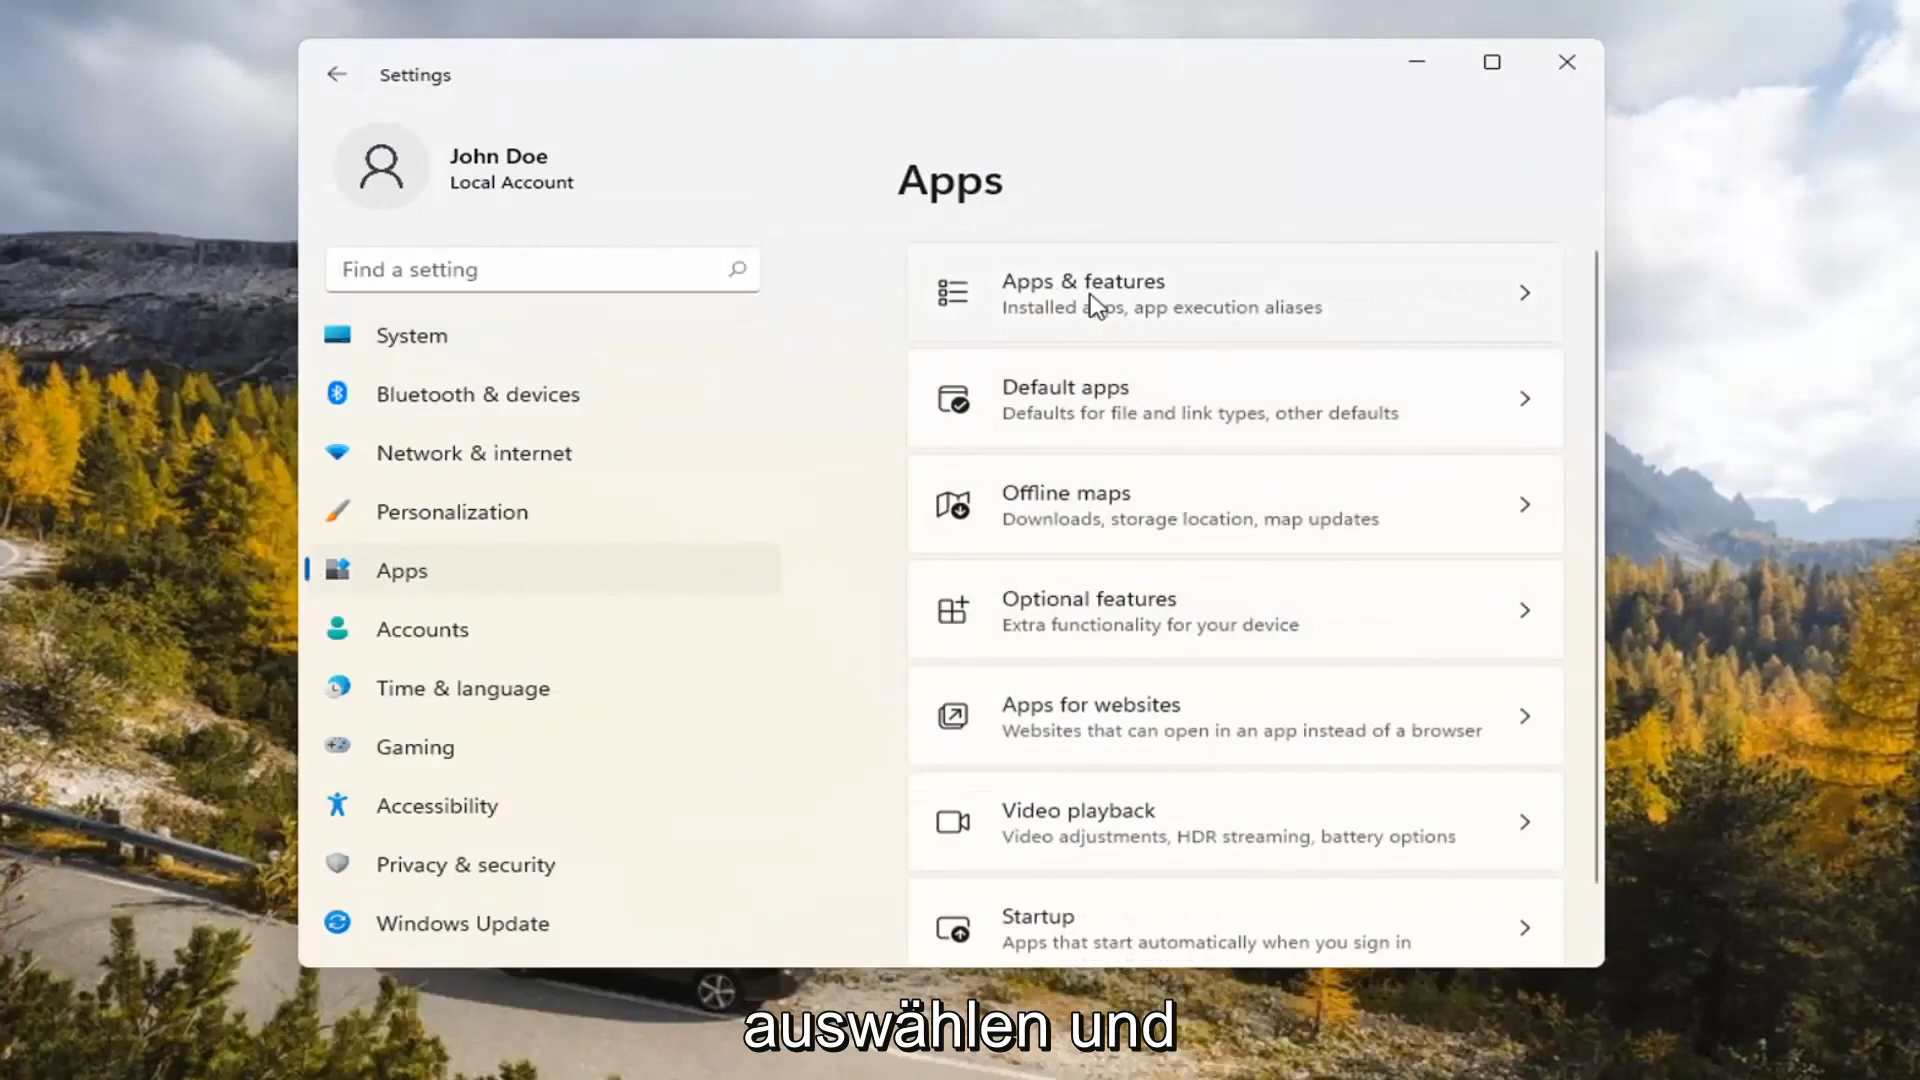 Settings
John Doe
Local Account
Find a setting
System
Bluetooth & devices
Network & internet
Personalization
Apps
Accounts
Time & language
Gaming
Accessibility
Privacy & security
Windows Update
Apps
Apps & features
Installed apps, app execution aliases
Default apps
Defaults for file and link types, other defaults
Offline maps
Downloads, storage location, map updates
Optional features
Extra functionality for your device
Apps for websites
Websites that can open in an app instead of a browser
Video playback
Video adjustments, HDR streaming, battery options
Startup
Apps that start automatically when you sign in
auswählen und